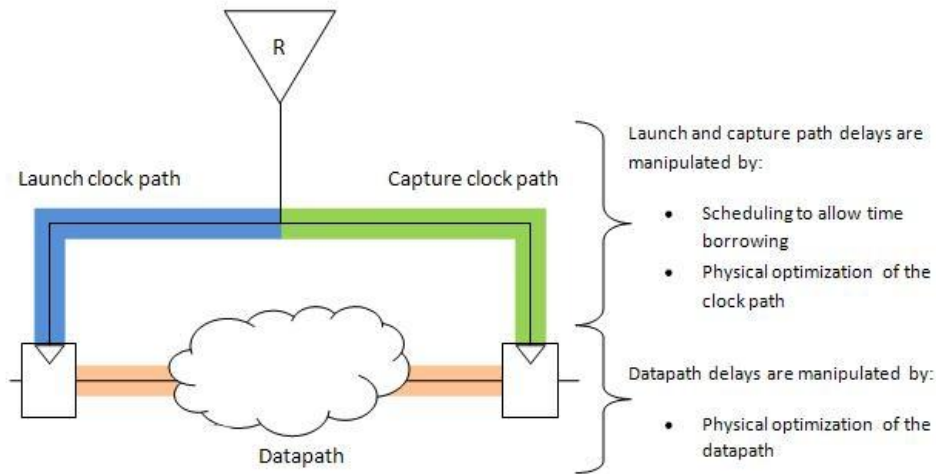 R
Launch clock path
Capture clock path
Datapath
Launch and capture path delays are
manipulated by:
• Scheduling to allow time
borrowing
• Physical optimization of the
clock path
Datapath delays are manipulated by:
• Physical optimization of the
datapath